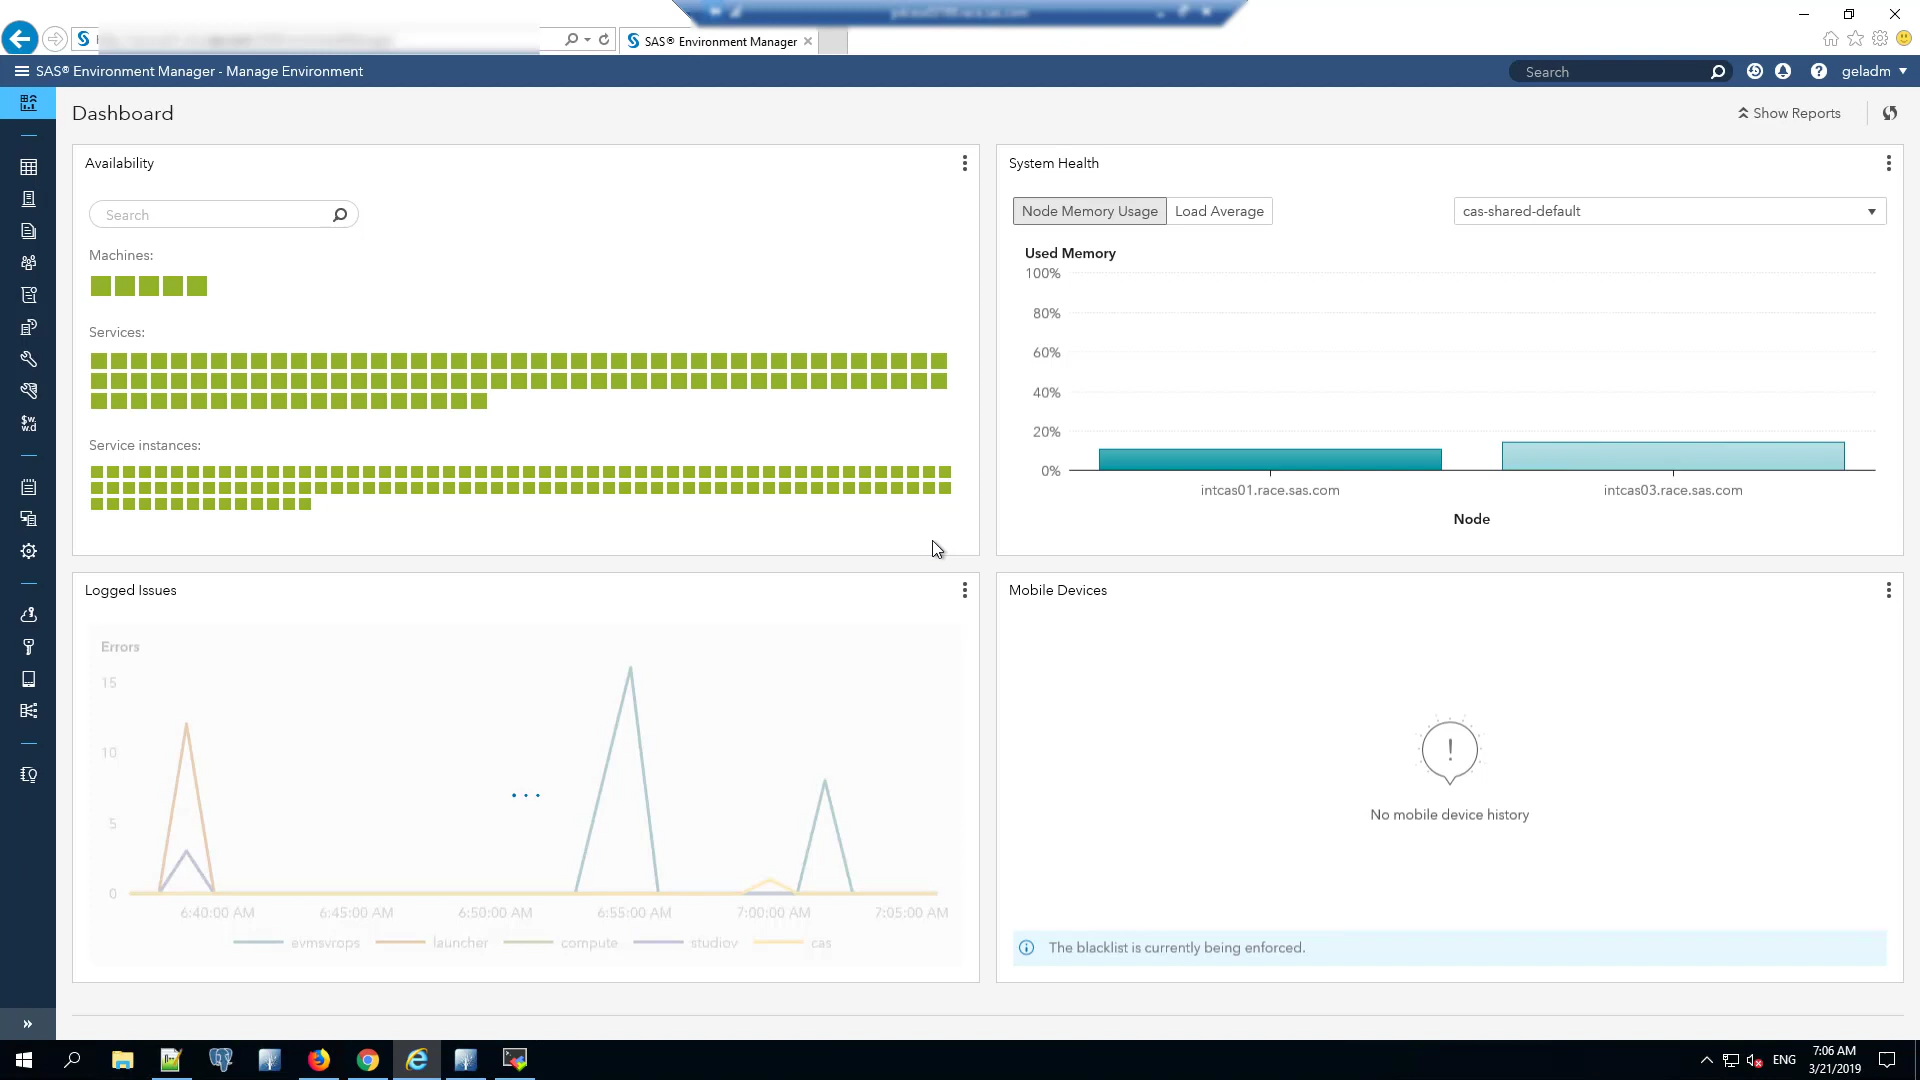 SAS® Environment Manager
SAS® Environment Manager - Manage Environment
Search
geladm
Dashboard
Show Reports
Availability
Search
Machines:
Services:
Service instances:
System Health
Node Memory Usage
Load Average
cas-shared-default
Used Memory
100%
80%
60%
40%
20%
0%
intcas01.race.sas.com
intcas03.race.sas.com
Node
Logged Issues
Errors
15
10
5
0
6:40:00 AM
6:45:00 AM
6:50:00 AM
6:55:00 AM
7:00:00 AM
7:05:00 AM
evmsvrops
launcher
compute
studiov
cas
Mobile Devices
No mobile device history
The blacklist is currently being enforced.
ENG
7:06 AM
3/21/2019